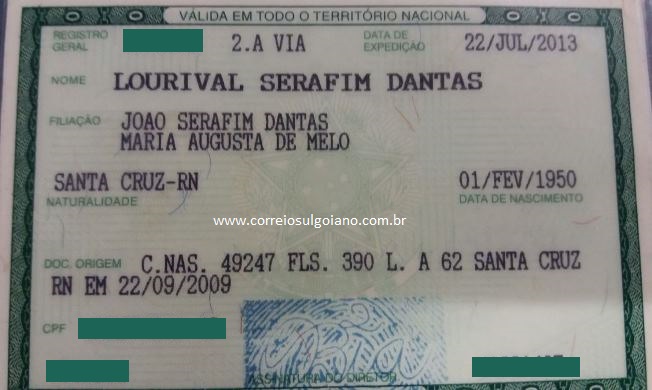 VÁLIDA EM TODO O TERRITÓRIO NACIONAL
REGISTRO GERAL 2.A VIA DATA DE EXPEDIÇÃO 22/JUL/2013
NOME LOURIVAL SERAFIM DANTAS
FILIAÇÃO JOAO SERAFIM DANTAS
MARIA AUGUSTA DE MELO
SANTA CRUZ-RN 01/FEV/1950
NATURALIDADE DATA DE NASCIMENTO
www.correiosulgoiano.com.br
DOC. ORIGEM C.NAS. 49247 FLS. 390 L. A 62 SANTA CRUZ
RN EM 22/09/2009
CPF
ASSINATURA DO DIRETOR